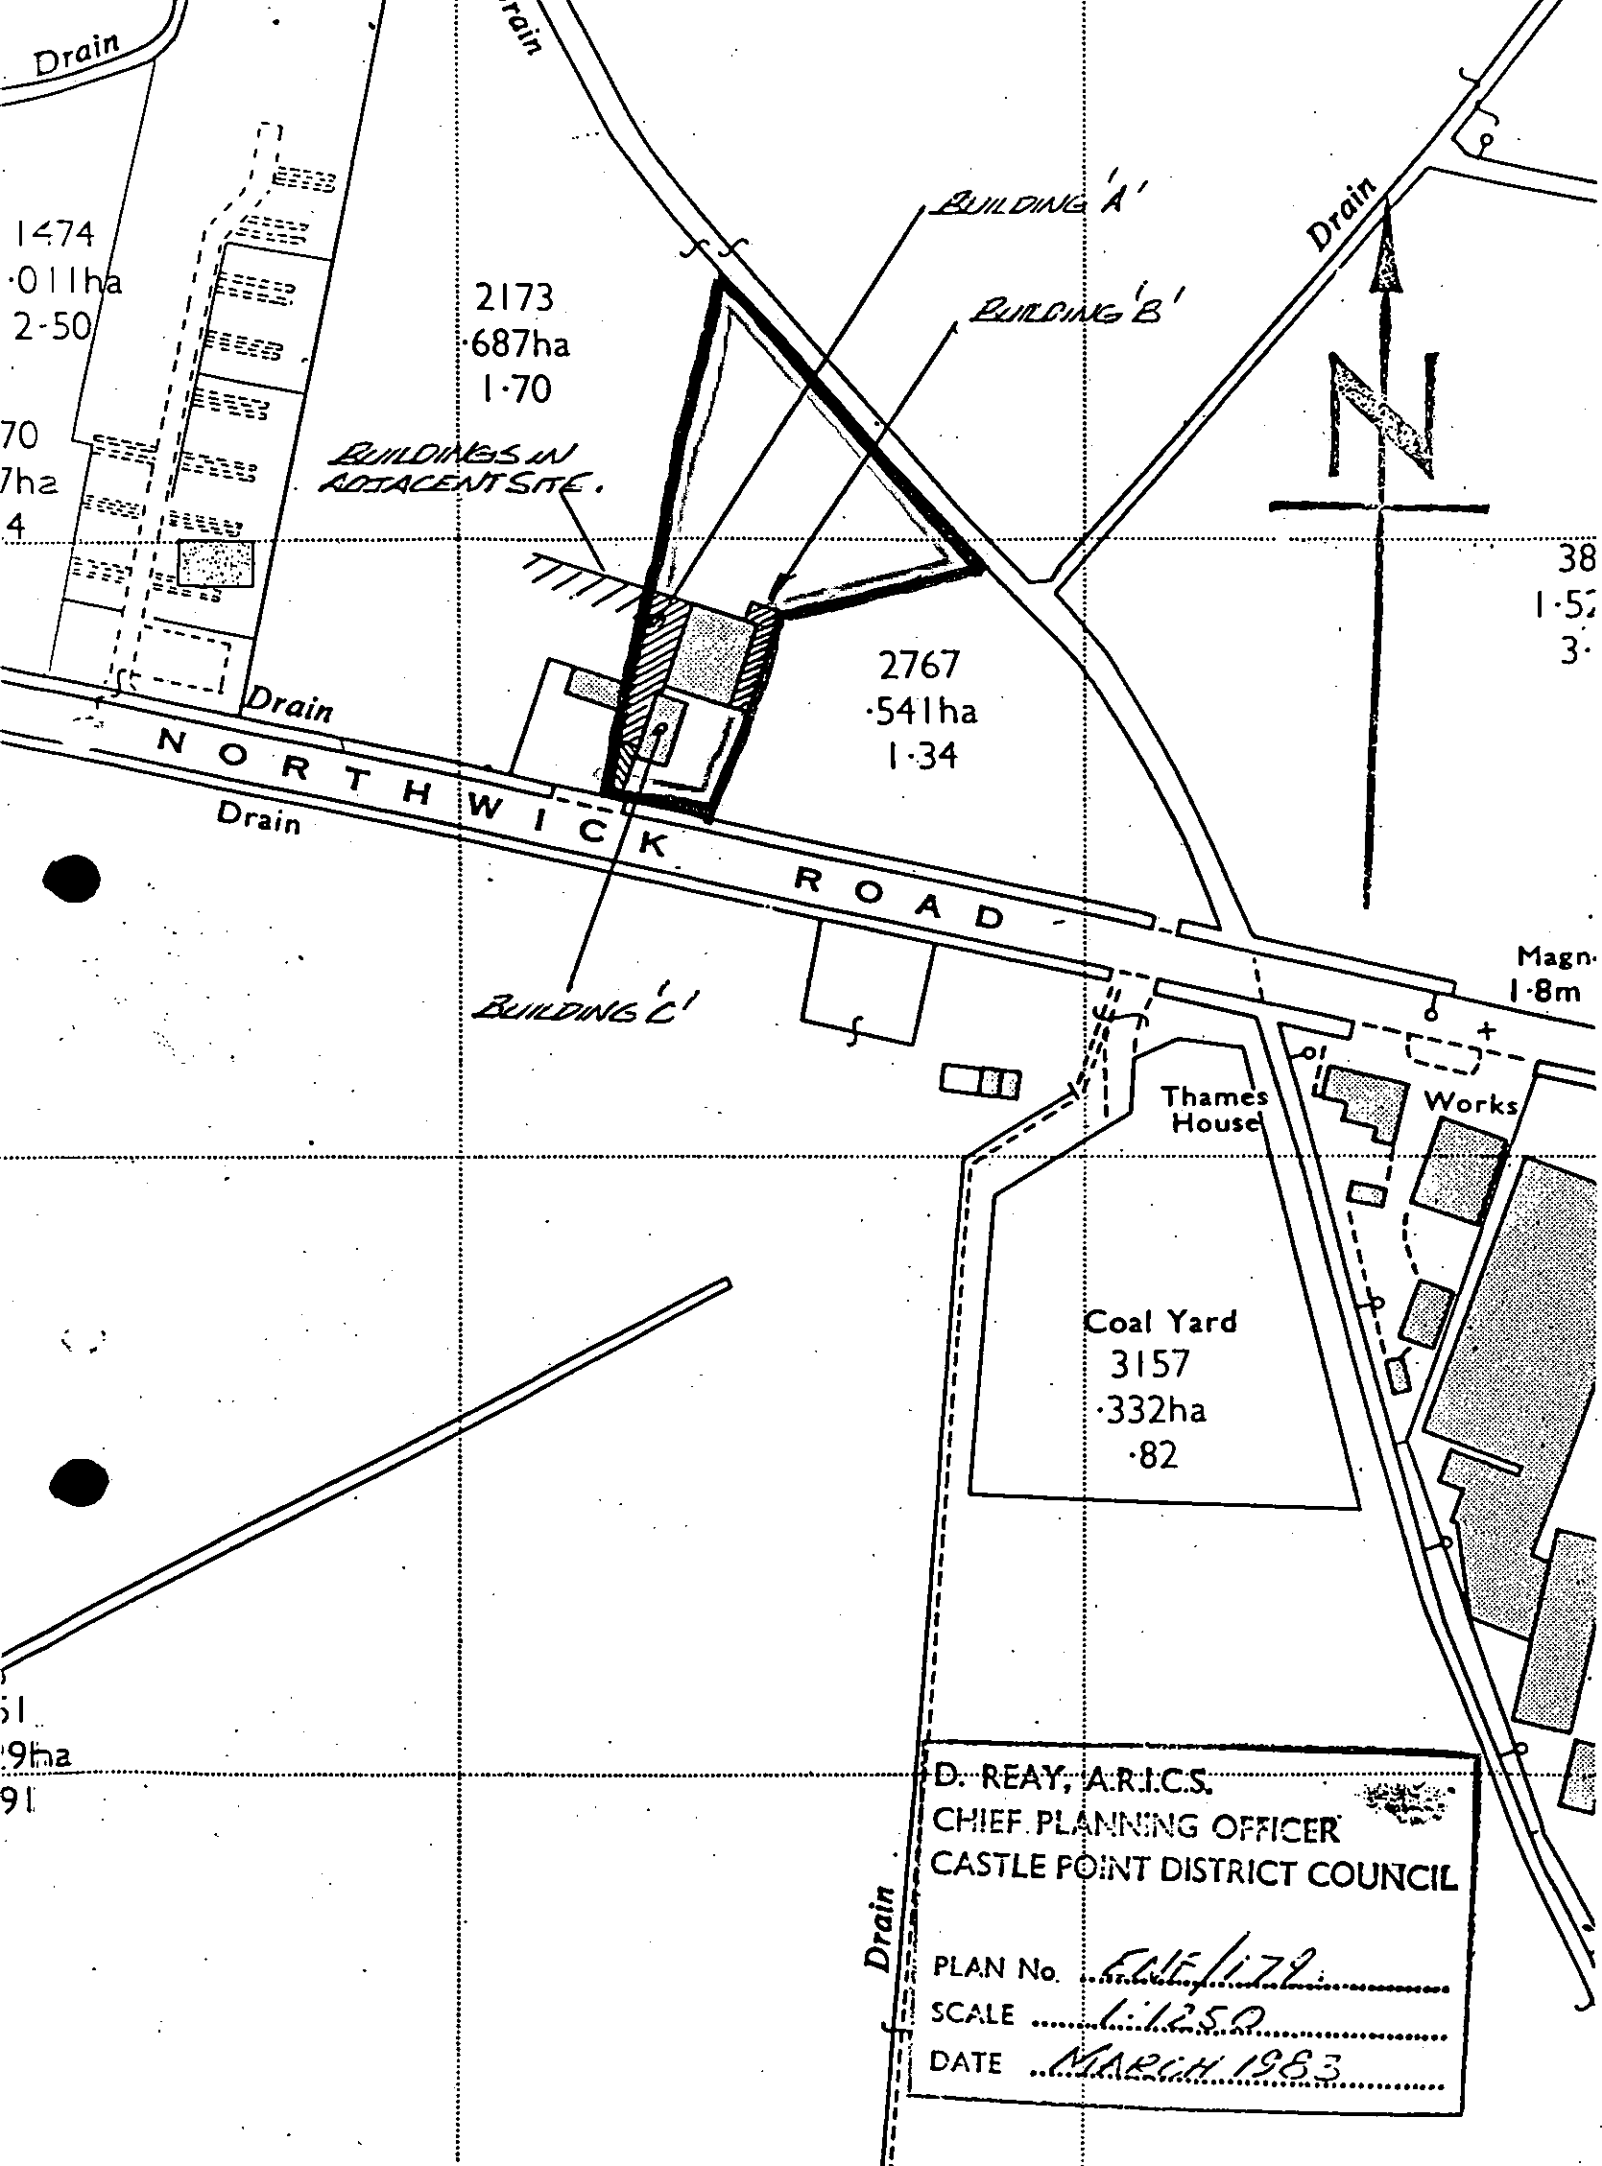 Drain
Drain
BUILDING 'A'
Drain
1474
·011ha
2·50
2173
·687ha
1·70
BUILDING 'B'
N
BUILDINGS IN
ADJACENT SITE.
70
7ha
4
38
1·52
3·
2767
·541ha
1·34
Drain
NORTHWICK ROAD
Drain
BUILDING 'C'
Magn
1·8m
Thames
House
Works
Coal Yard
3157
·332ha
·82
51
9ha
91
D. REAY, A.R.I.C.S.
CHIEF PLANNING OFFICER
CASTLE POINT DISTRICT COUNCIL
Drain
PLAN No. ENF/179.
SCALE 1:1250
DATE MARCH 1983